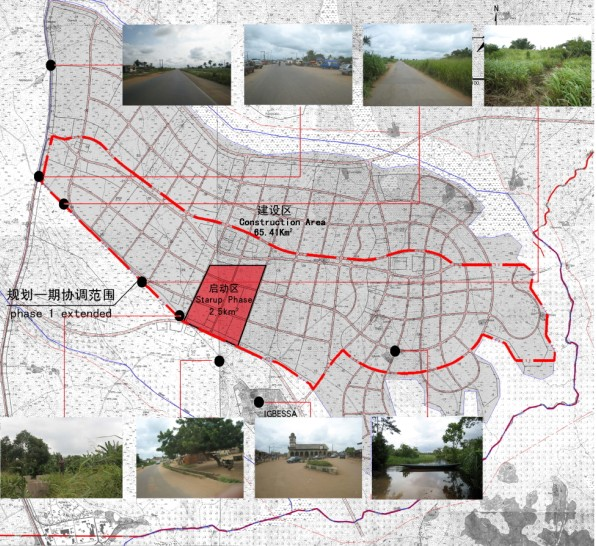 N
建设区
Construction Area
65.41Km²
启动区
Starup Phase
2.5km²
规划一期协调范围
phase 1 extended
IGBESSA